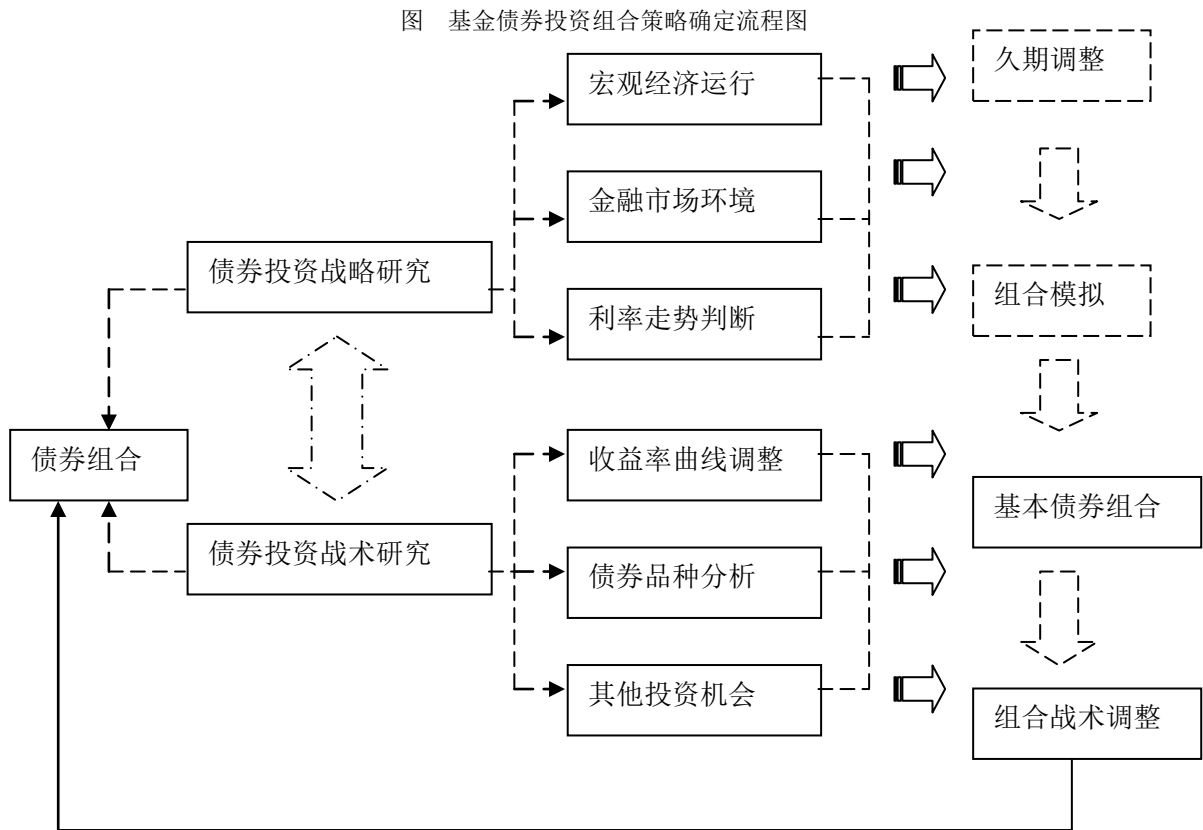 图 基金债券投资组合策略确定流程图
宏观经济运行
久期调整
金融市场环境
债券投资战略研究
利率走势判断
组合模拟
债券组合
收益率曲线调整
基本债券组合
债券投资战术研究
债券品种分析
其他投资机会
组合战术调整